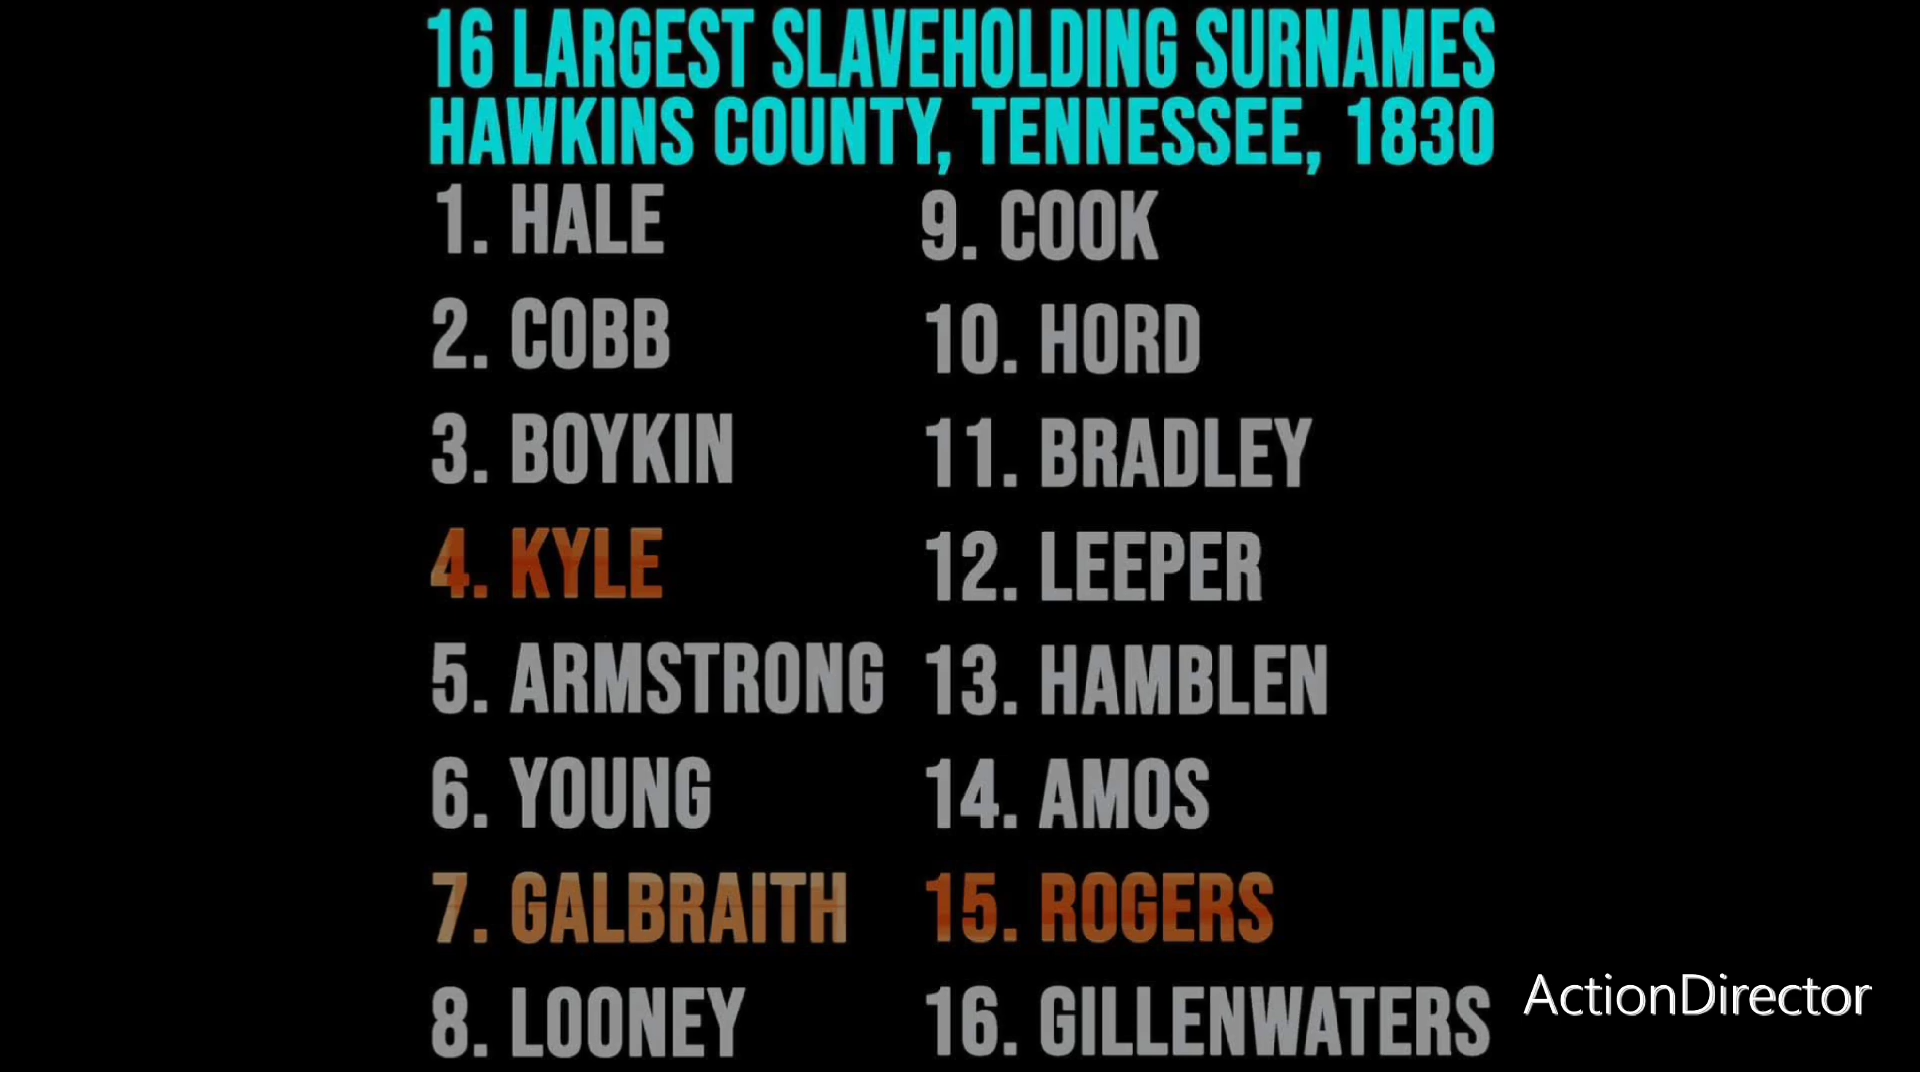 16 LARGEST SLAVEHOLDING SURNAMES
HAWKINS COUNTY, TENNESSEE, 1830
1. HALE
2. COBB
3. BOYKIN
4. KYLE
5. ARMSTRONG
6. YOUNG
7. GALBRAITH
8. LOONEY
9. COOK
10. HORD
11. BRADLEY
12. LEEPER
13. HAMBLEN
14. AMOS
15. ROGERS
16. GILLENWATERS
ActionDirector